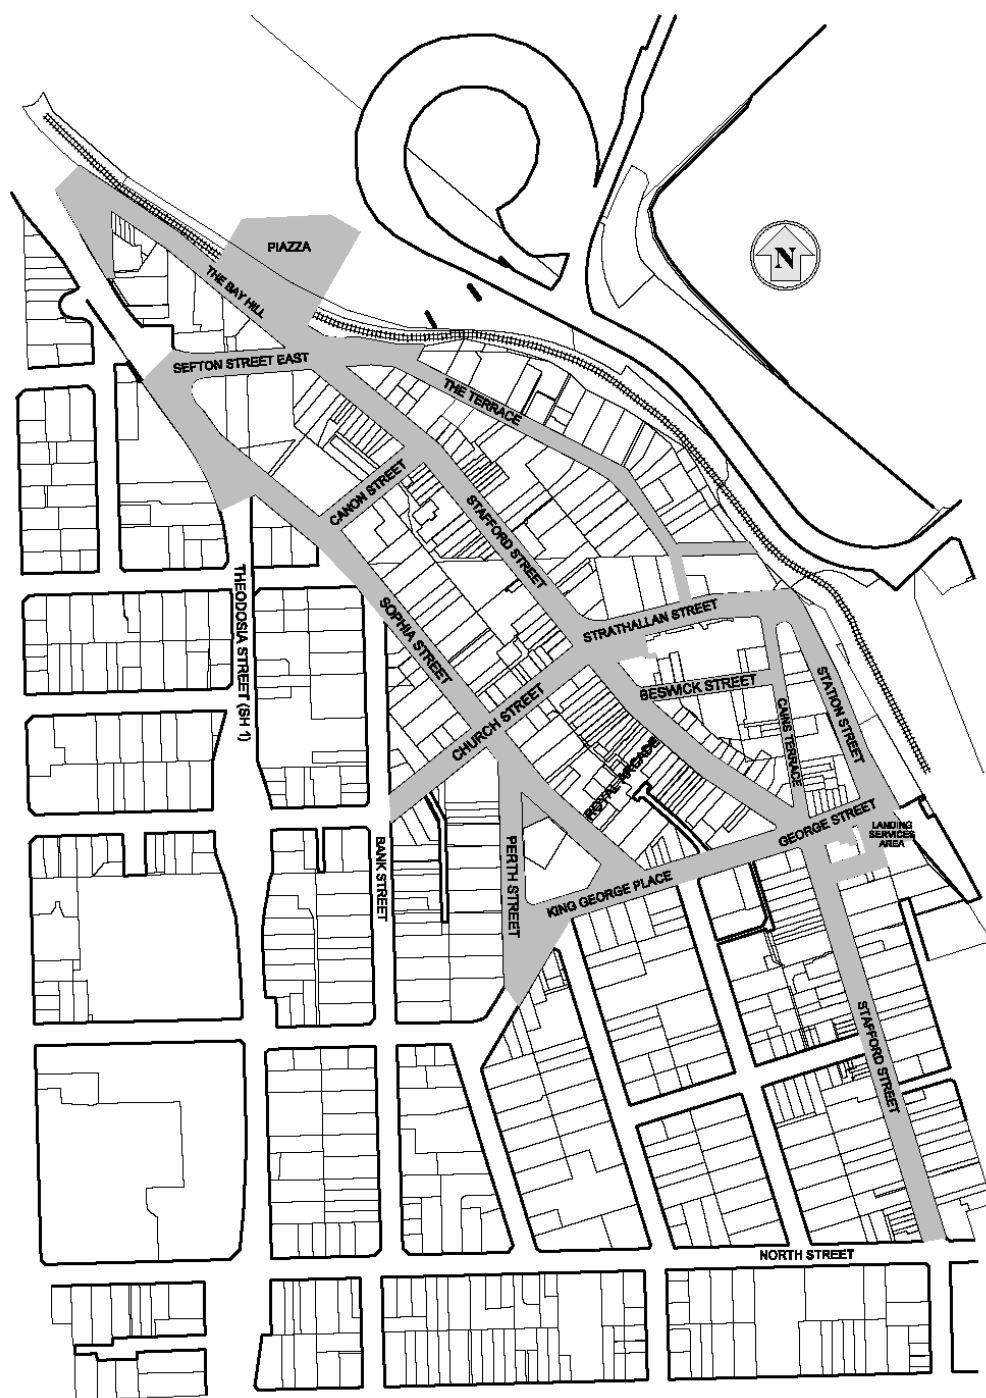 PIAZZA
N
THE BAY HILL
SEFTON STREET EAST
THE TERRACE
CANON STREET
STAFFORD STREET
THEODOSIA STREET (SH 1)
SOPHIA STREET
STRATHALLAN STREET
BESWICK STREET
STATION STREET
CHURCH STREET
CAINS TERRACE
ROYAL ARCADE
GEORGE STREET
LANDING
SERVICES
AREA
BANK STREET
PERTH STREET
KING GEORGE PLACE
STAFFORD STREET
NORTH STREET